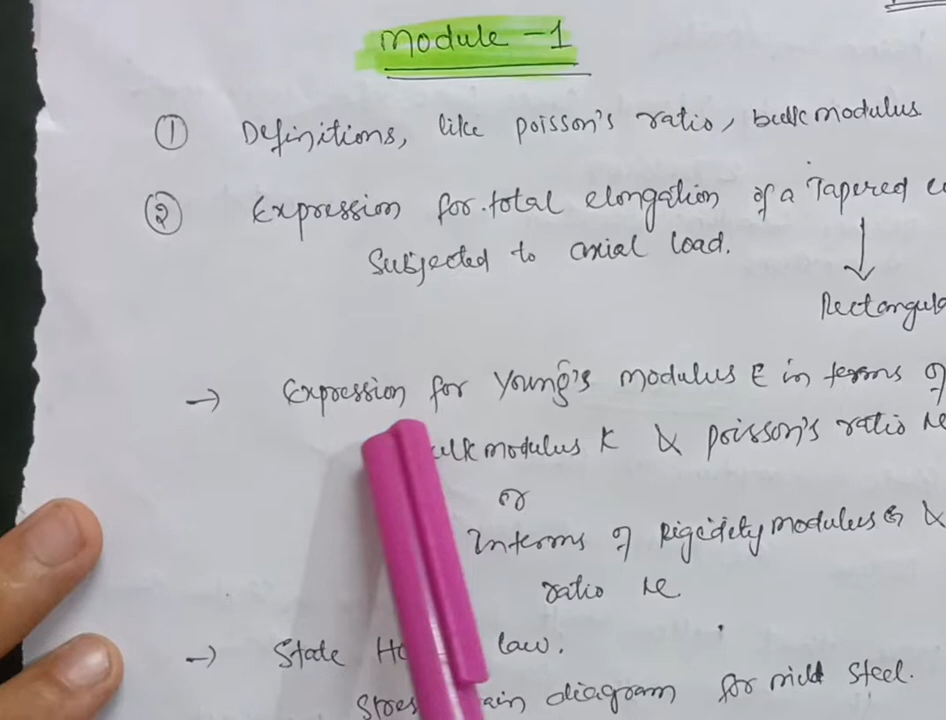 Module -1
① Definitions, like poisson's ratio, bulk modulus
② Expression for total elongation of a Tapered
Subjected to axial load.
↓
Rectangula
→ Expression for Young's modulus E in terms of
ulk modulus K & poisson's ratio μ
or
Interms of Rigidity modulus G &
ratio μ
→ State Ho law.
stres ain diagram for mild steel.